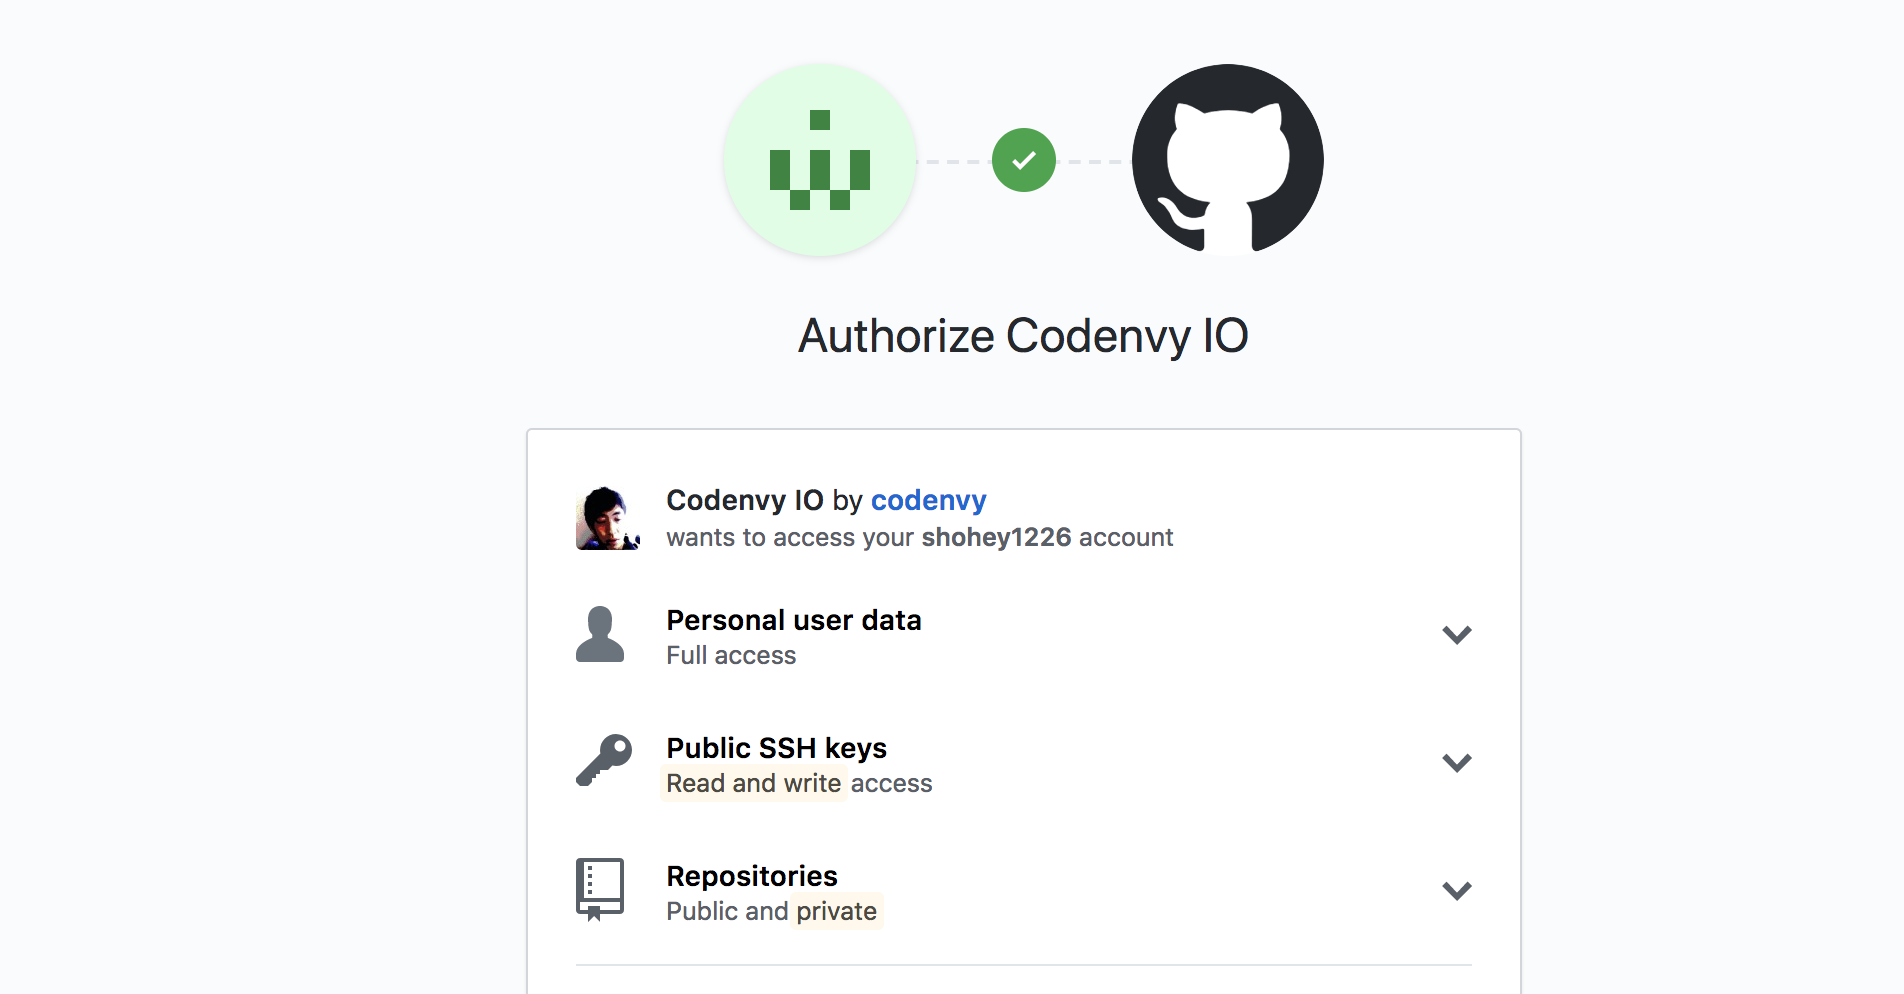 Authorize Codenvy IO
Codenvy IO by codenvy
wants to access your shohey1226 account
Personal user data
Full access
Public SSH keys
Read and write access
Repositories
Public and private